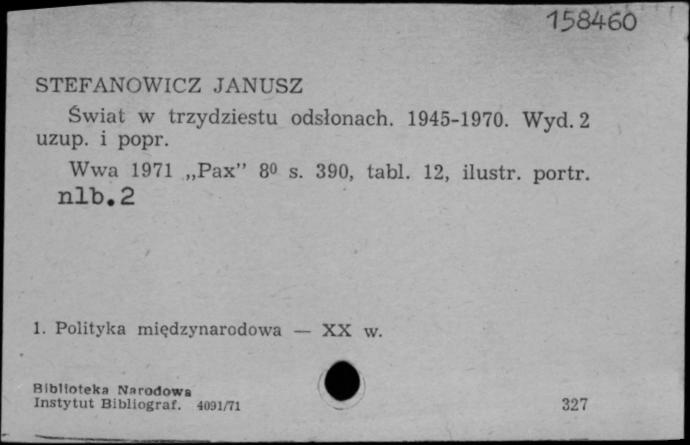 158460
STEFANOWICZ JANUSZ
Świat w trzydziestu odsłonach. 1945-1970. Wyd. 2
uzup. i popr.
Wwa 1971 „Pax” 8⁰ s. 390, tabl. 12, ilustr. portr.
nlb.2
1. Polityka międzynarodowa — XX w.
Biblioteka Narodowa
Instytut Bibliograf. 4091/71
327